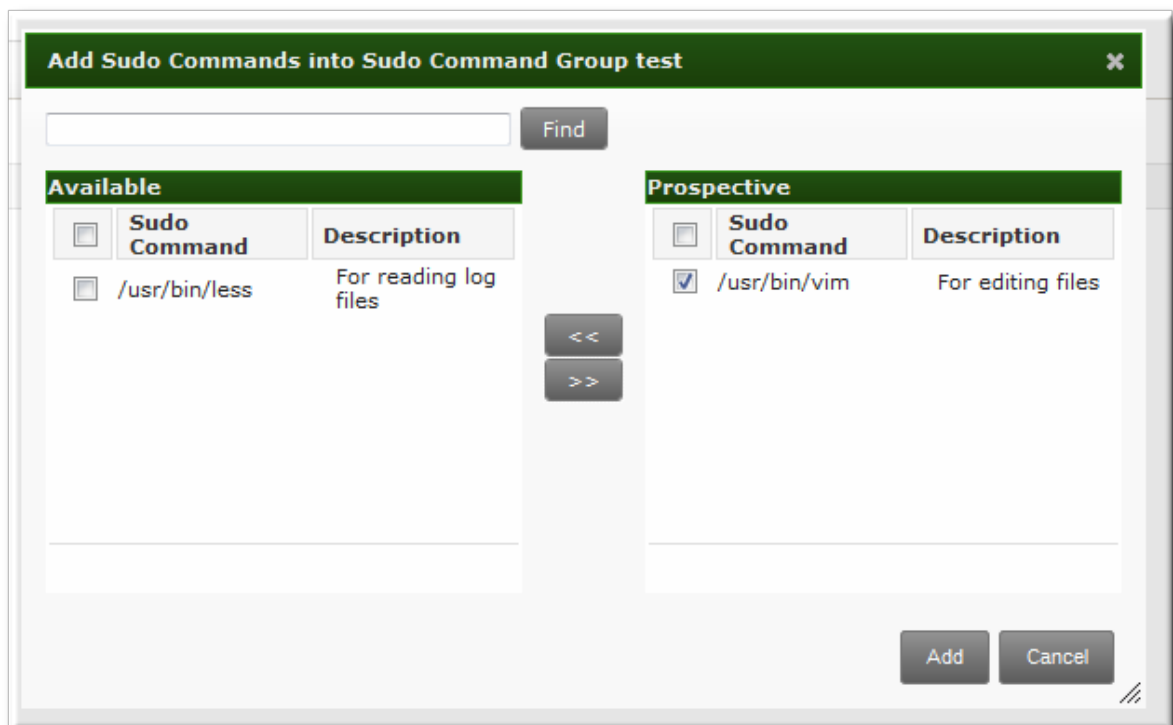 Add Sudo Commands into Sudo Command Group test
Find
Available
Sudo
Command
Description
/usr/bin/less
For reading log
files
<<
>>
Prospective
Sudo
Command
Description
/usr/bin/vim
For editing files
Add
Cancel